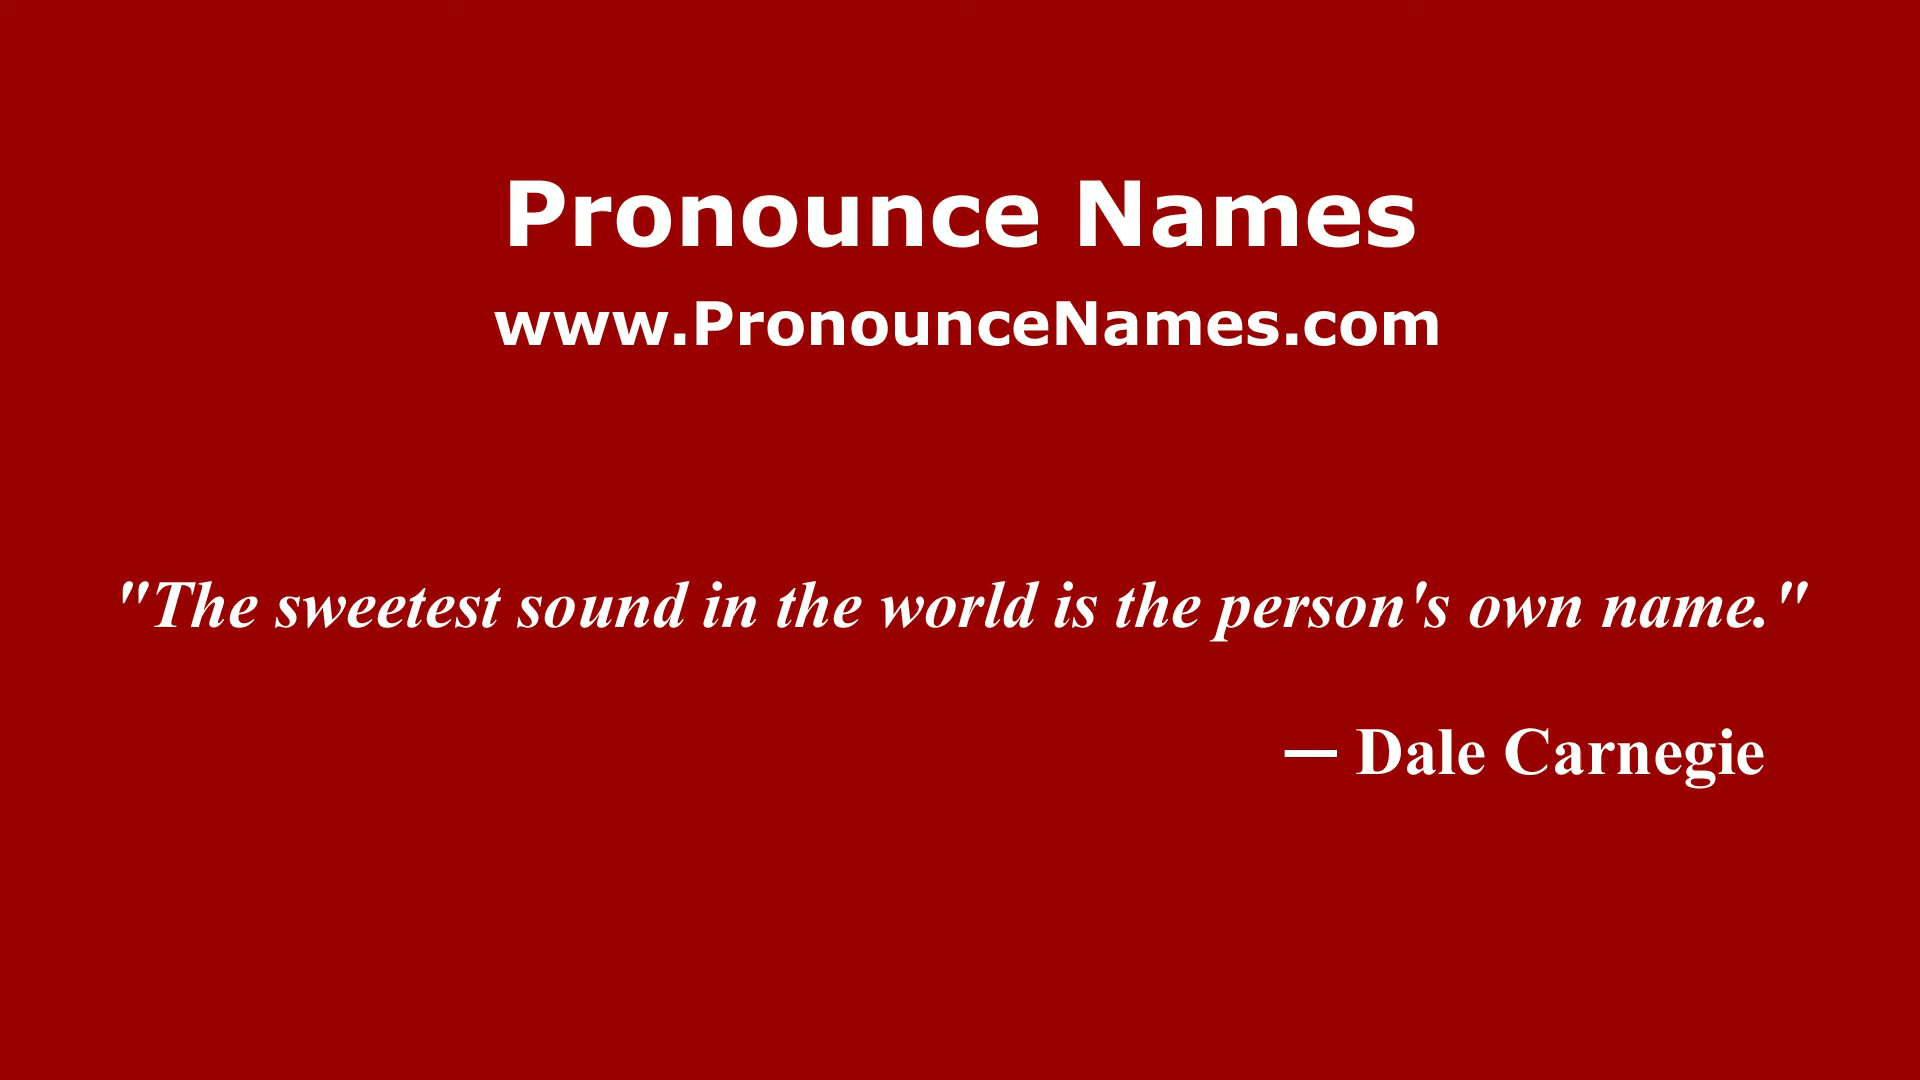 Pronounce Names
www.PronounceNames.com
"The sweetest sound in the world is the person's own name."
— Dale Carnegie